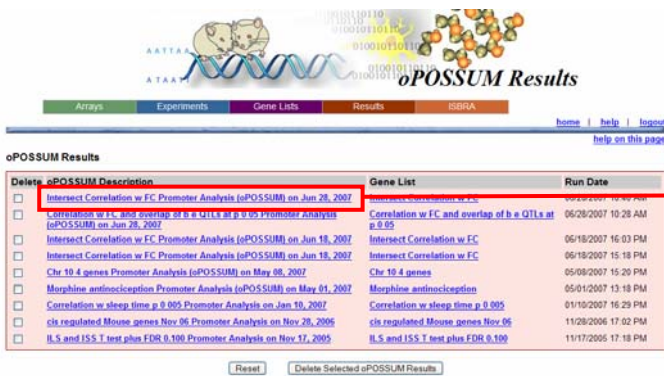 AATTAA
ATAAT
oPOSSUM Results
Arrays Experiments Gene Lists Results ISBRA
home | help | logout
help on this page
oPOSSUM Results
Delete oPOSSUM Description Gene List Run Date
Intersect Correlation w FC Promoter Analysis (oPOSSUM) on Jun 28, 2007 Intersect Correlation w FC 06/28/2007 10:48 AM
Correlation w FC and overlap of b e QTLs at p 0 05 Promoter Analysis Correlation w FC and overlap of b e QTLs at 06/28/2007 10:28 AM
(oPOSSUM) on Jun 28, 2007 p 0 05
Intersect Correlation w FC Promoter Analysis (oPOSSUM) on Jun 18, 2007 Intersect Correlation w FC 06/18/2007 16:03 PM
Intersect Correlation w FC Promoter Analysis (oPOSSUM) on Jun 18, 2007 Intersect Correlation w FC 06/18/2007 15:18 PM
Chr 10 4 genes Promoter Analysis (oPOSSUM) on May 08, 2007 Chr 10 4 genes 05/08/2007 15:20 PM
Morphine antinociception Promoter Analysis (oPOSSUM) on May 01, 2007 Morphine antinociception 05/01/2007 13:18 PM
Correlation w sleep time p 0 005 Promoter Analysis on Jan 10, 2007 Correlation w sleep time p 0 005 01/10/2007 16:29 PM
cis regulated Mouse genes Nov 06 Promoter Analysis on Nov 28, 2006 cis regulated Mouse genes Nov 06 11/28/2006 17:02 PM
ILS and ISS T test plus FDR 0.100 Promoter Analysis on Nov 17, 2005 ILS and ISS T test plus FDR 0.100 11/17/2005 17:18 PM
Reset Delete Selected oPOSSUM Results